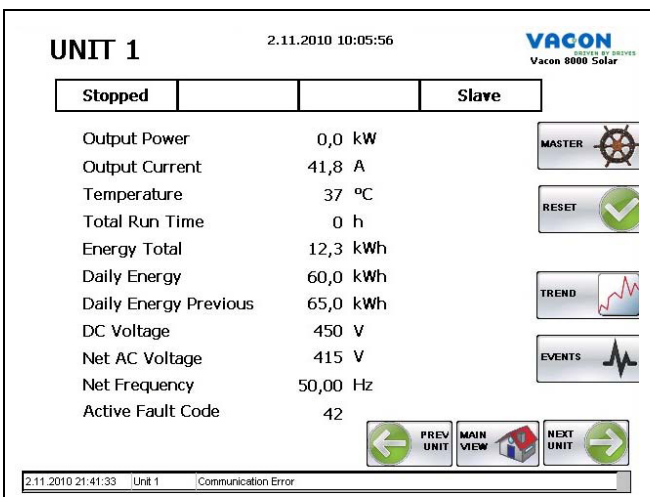 UNIT 1
2.11.2010 10:05:56
VACON
DRIVEN BY DRIVES
Vacon 8000 Solar
Stopped Slave
Output Power 0,0 kW
Output Current 41,8 A
Temperature 37 ºC
Total Run Time 0 h
Energy Total 12,3 kWh
Daily Energy 60,0 kWh
Daily Energy Previous 65,0 kWh
DC Voltage 450 V
Net AC Voltage 415 V
Net Frequency 50,00 Hz
Active Fault Code 42
MASTER
RESET
TREND
EVENTS
PREV UNIT
MAIN VIEW
NEXT UNIT
2.11.2010 21:41:33 Unit 1 Communication Error